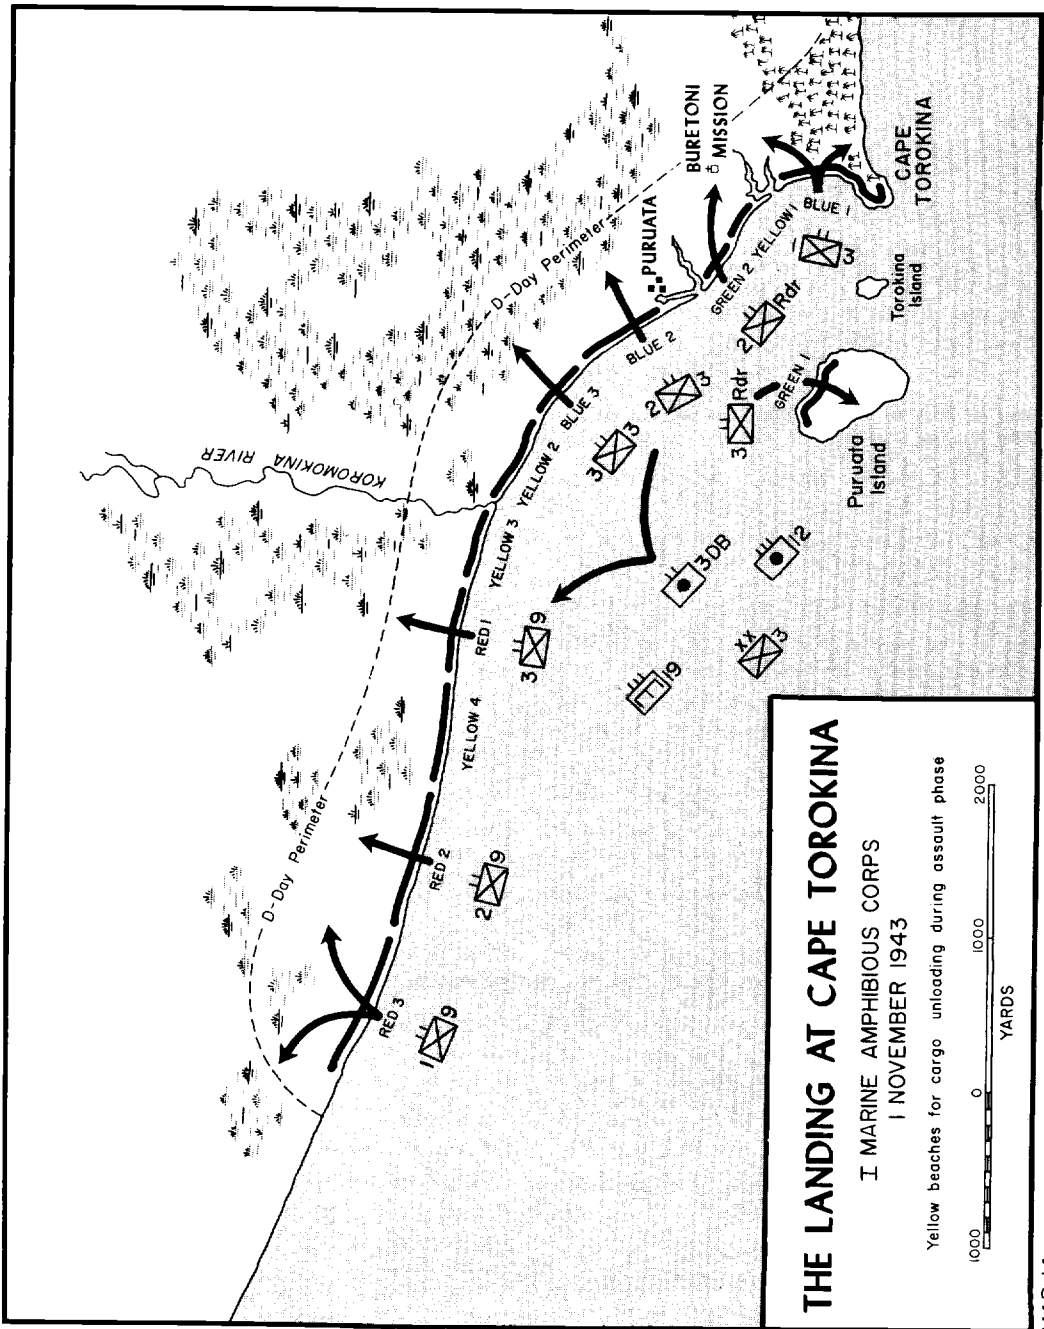 THE LANDING AT CAPE TOROKINA
I MARINE AMPHIBIOUS CORPS
1 NOVEMBER 1943
Yellow beaches for cargo unloading during assault phase
1000 0 1000 2000
YARDS
D-Day Perimeter
D-Day Perimeter
KOROMOKINA RIVER
PURUATA
BURETONI
MISSION
CAPE
TOROKINA
Torokina
Island
Puruata
Island
RED 3
RED 2
YELLOW 4
RED 1
YELLOW 3
YELLOW 2
BLUE 3
BLUE 2
GREEN 2
YELLOW 1
BLUE 1
GREEN 1
1 9
2 9
3 9
3 3
2 3
3 Rdr
2 Rdr
1 3
19
3DB
12
XX
3